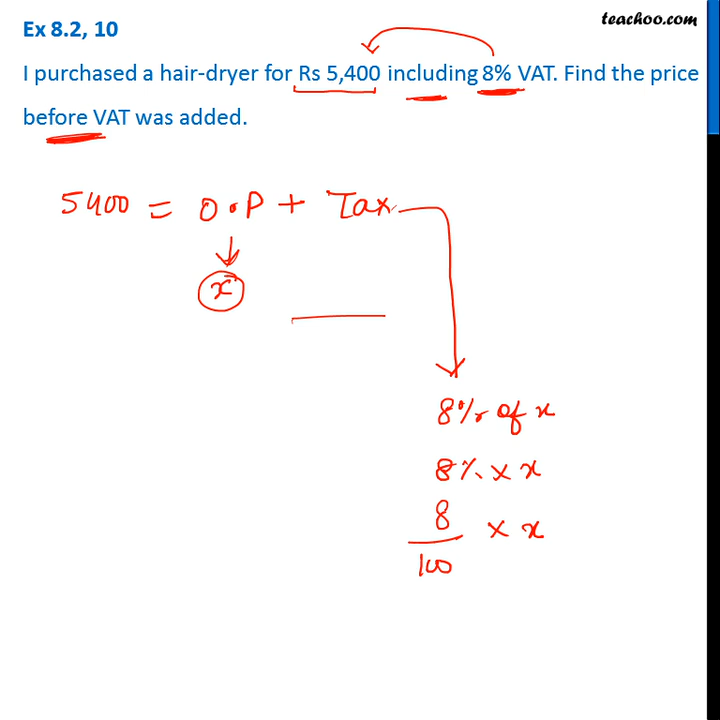 teachoo.com
Ex 8.2, 10
I purchased a hair-dryer for Rs 5,400 including 8% VAT. Find the price
before VAT was added.
5400 = O.P + Tax
x
8% of x
8% × x
8/100 × x